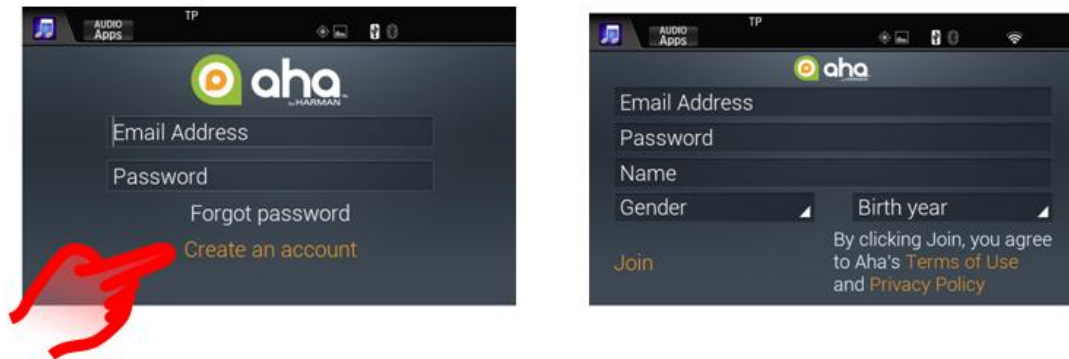 TP
AUDIO
Apps
aha
by HARMAN
Email Address
Password
Forgot password
Create an account
TP
AUDIO
Apps
aha
Email Address
Password
Name
Gender
Birth year
By clicking Join, you agree
to Aha's Terms of Use
and Privacy Policy
Join